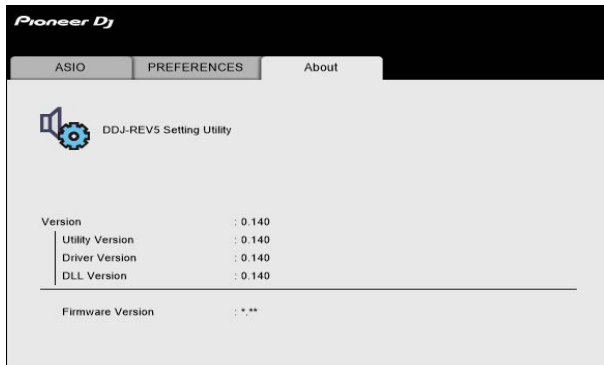 Pioneer Dj
ASIO PREFERENCES About
DDJ-REV5 Setting Utility
Version : 0.140
Utility Version : 0.140
Driver Version : 0.140
DLL Version : 0.140
Firmware Version : *.**